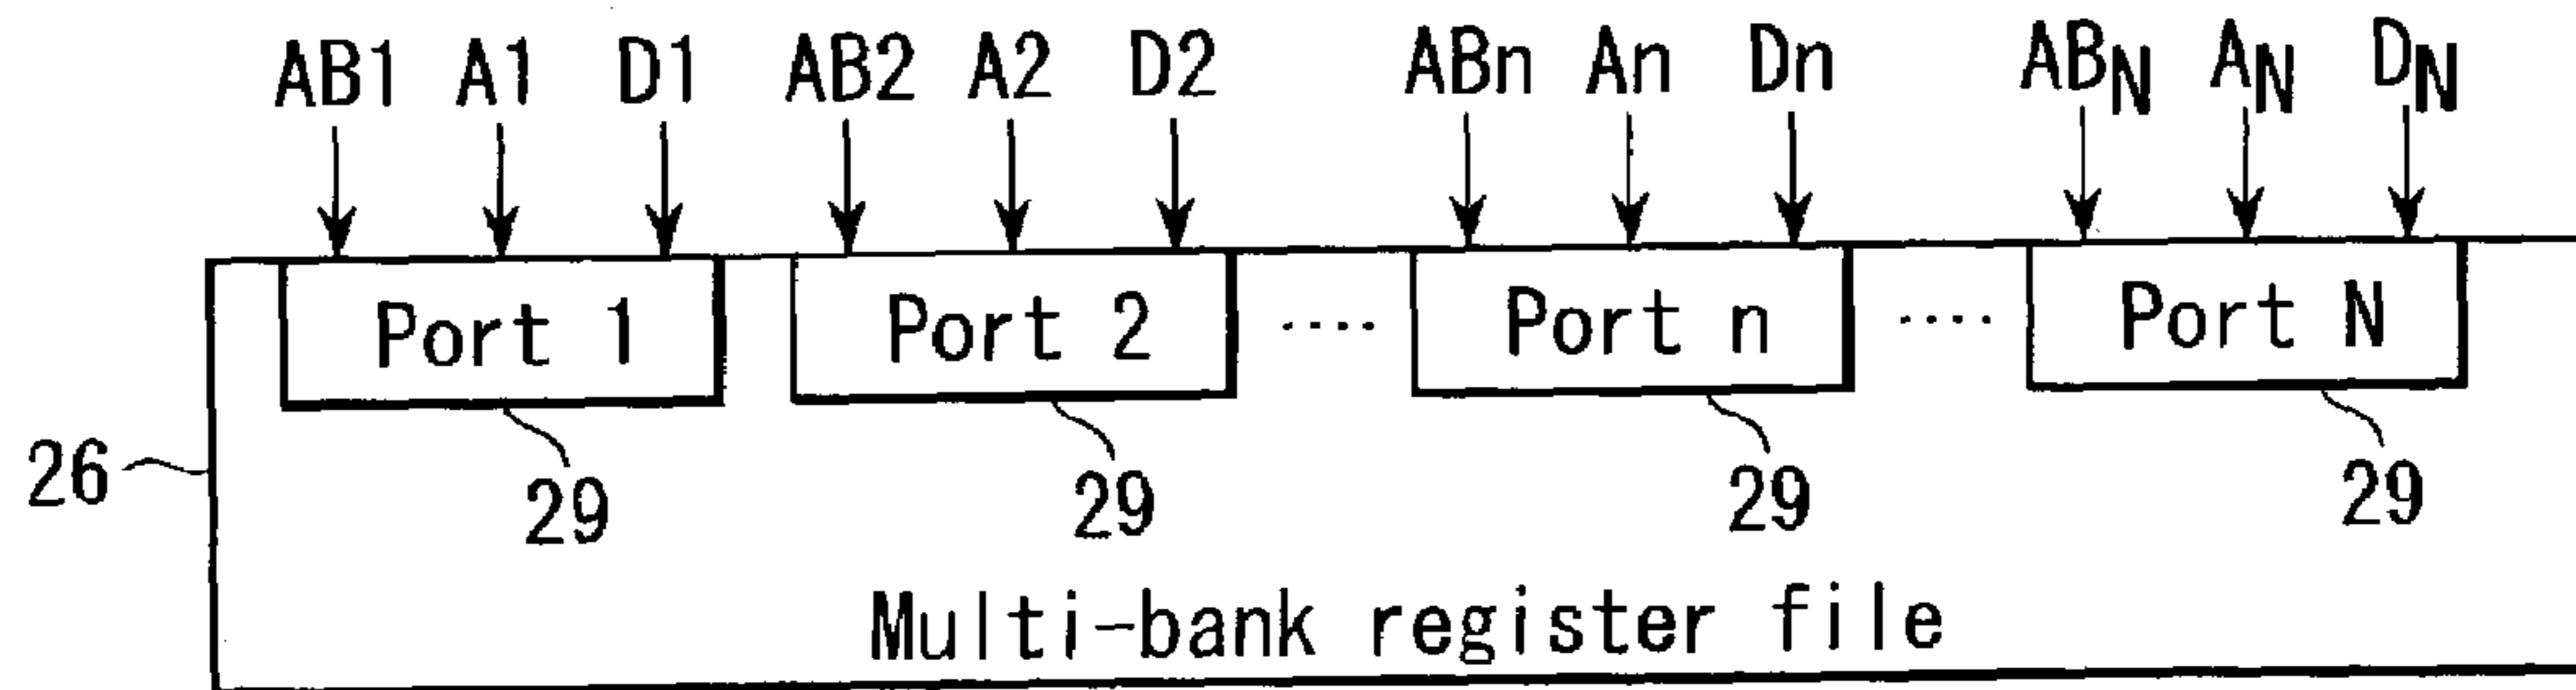 AB1 A1 D1 AB2 A2 D2 ABn An Dn ABN AN DN
Port 1 Port 2 ···· Port n ···· Port N
26 29 29 29 29
Multi-bank register file